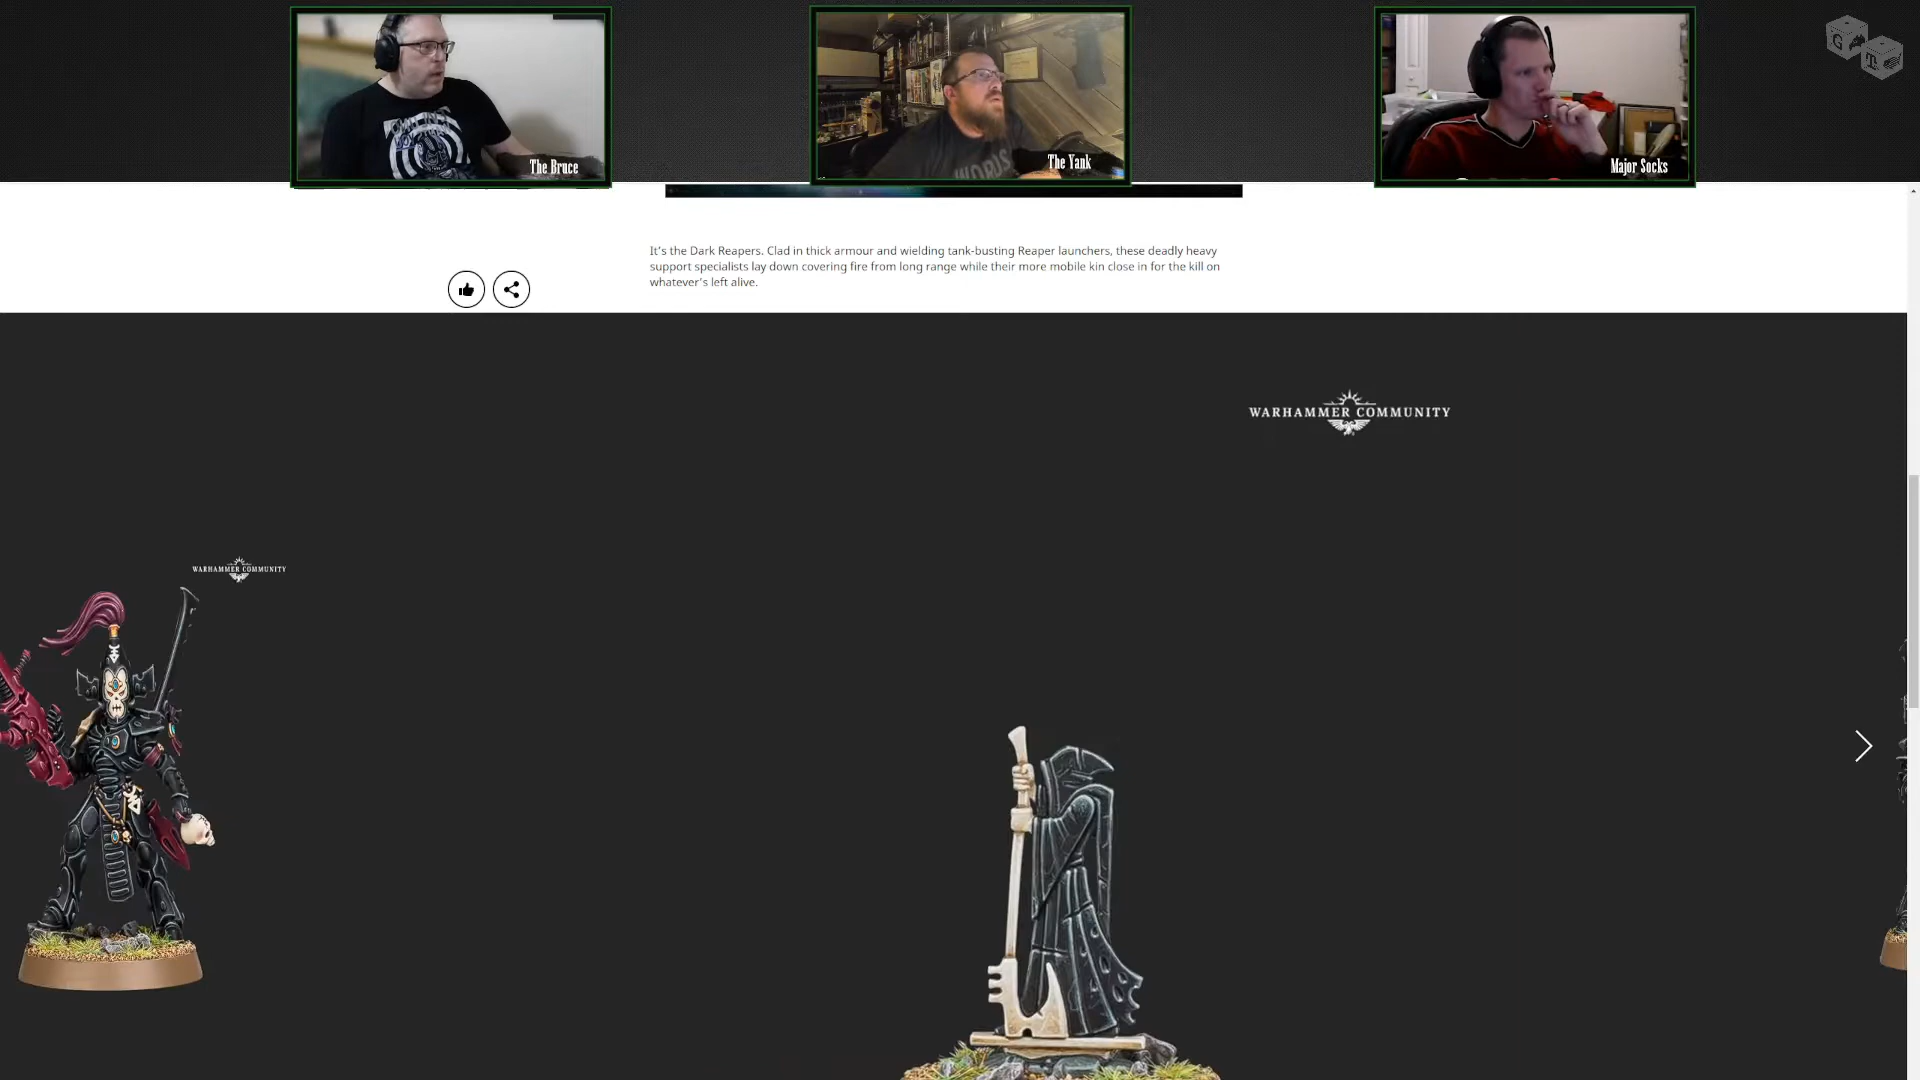 The Bruce
The Yank
Major Socks
G
T
WORDS
It's the Dark Reapers. Clad in thick armour and wielding tank-busting Reaper launchers, these deadly heavy
support specialists lay down covering fire from long range while their more mobile kin close in for the kill on
whatever's left alive.
WARHAMMER COMMUNITY
WARHAMMER COMMUNITY